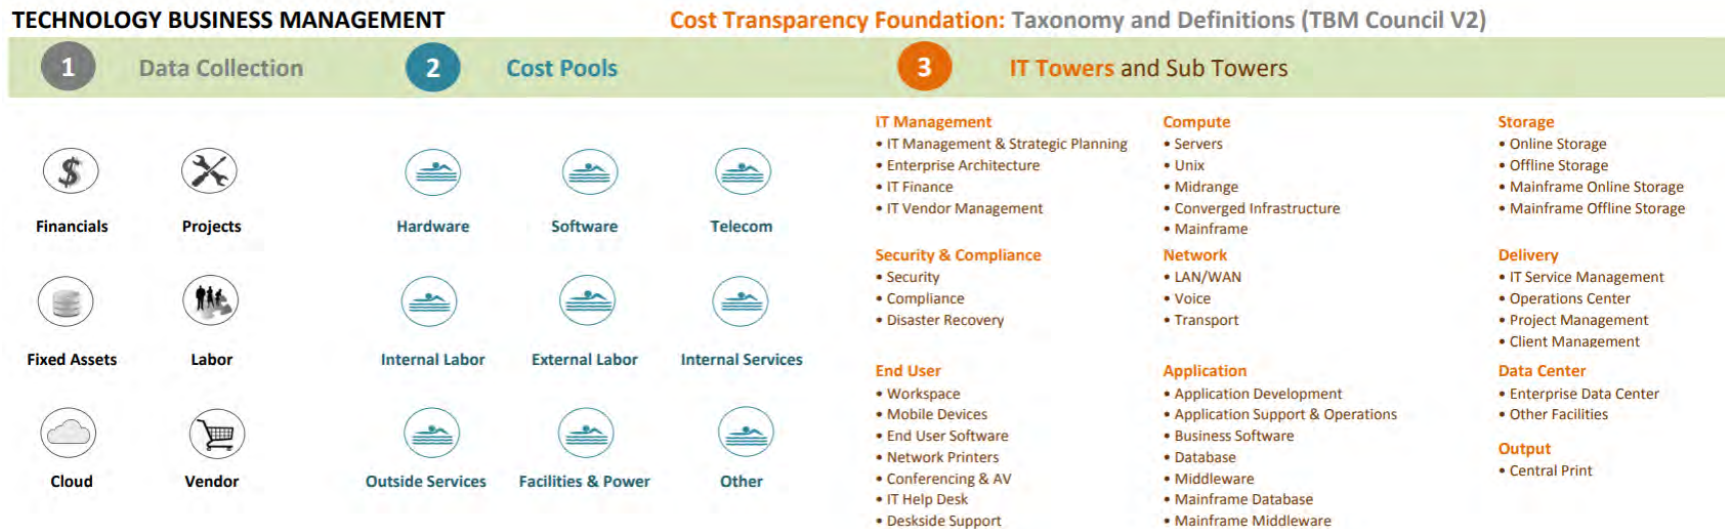 TECHNOLOGY BUSINESS MANAGEMENT
Cost Transparency Foundation: Taxonomy and Definitions (TBM Council V2)
1 Data Collection
2 Cost Pools
3 IT Towers and Sub Towers
$
Financials
Projects
Fixed Assets
Labor
Cloud
Vendor
Hardware
Software
Telecom
Internal Labor
External Labor
Internal Services
Outside Services
Facilities & Power
Other
IT Management
• IT Management & Strategic Planning
• Enterprise Architecture
• IT Finance
• IT Vendor Management
Compute
• Servers
• Unix
• Midrange
• Converged Infrastructure
• Mainframe
Storage
• Online Storage
• Offline Storage
• Mainframe Online Storage
• Mainframe Offline Storage
Security & Compliance
• Security
• Compliance
• Disaster Recovery
Network
• LAN/WAN
• Voice
• Transport
Delivery
• IT Service Management
• Operations Center
• Project Management
• Client Management
End User
• Workspace
• Mobile Devices
• End User Software
• Network Printers
• Conferencing & AV
• IT Help Desk
• Deskside Support
Application
• Application Development
• Application Support & Operations
• Business Software
• Database
• Middleware
• Mainframe Database
• Mainframe Middleware
Data Center
• Enterprise Data Center
• Other Facilities
Output
• Central Print